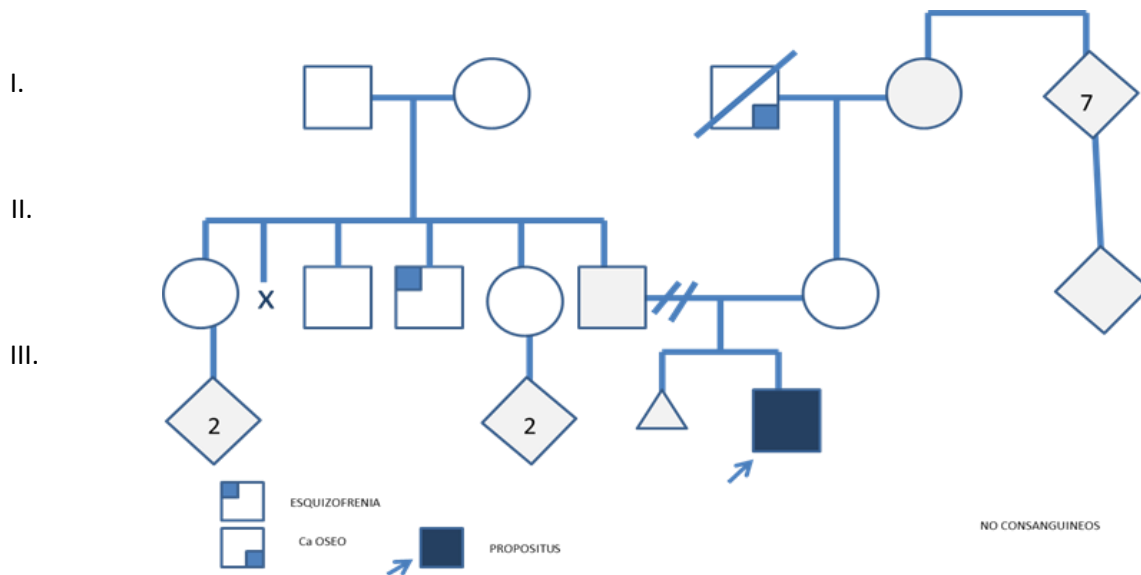 I.
7
II.
X
III.
2
2
ESQUIZOFRENIA
Ca OSEO
PROPOSITUS
NO CONSANGUINEOS